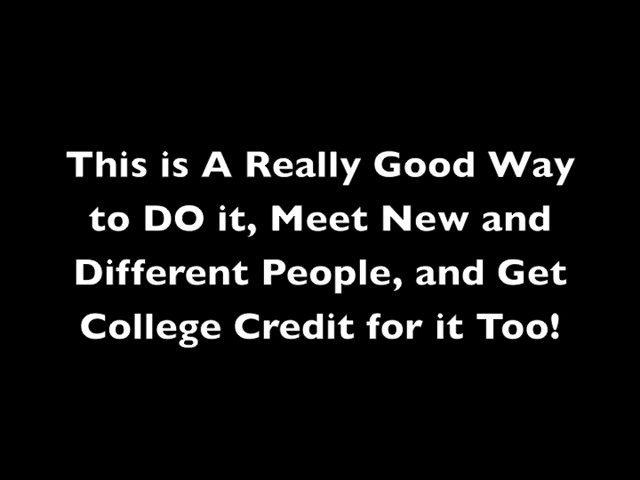 This is A Really Good Way
to DO it, Meet New and
Different People, and Get
College Credit for it Too!